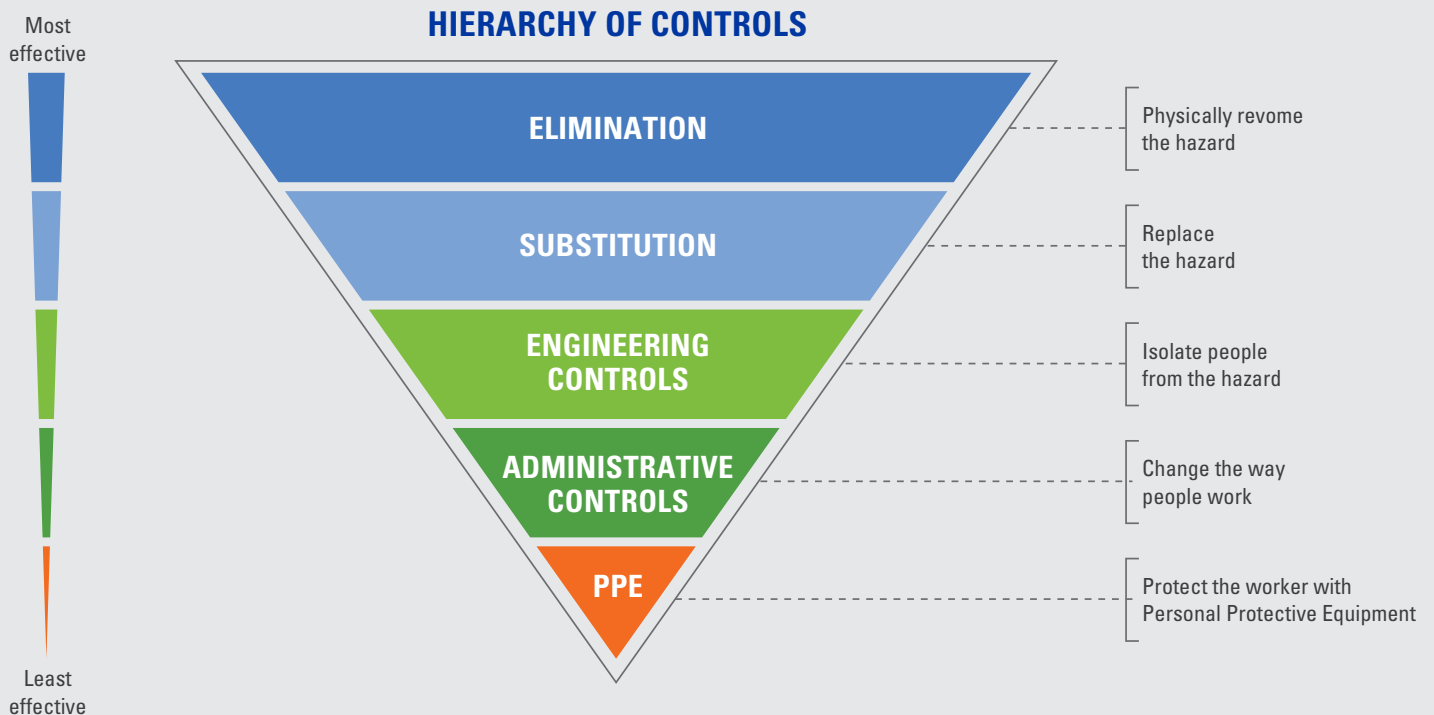 HIERARCHY OF CONTROLS
Most
effective
ELIMINATION
Physically revome
the hazard
SUBSTITUTION
Replace
the hazard
ENGINEERING
CONTROLS
Isolate people
from the hazard
ADMINISTRATIVE
CONTROLS
Change the way
people work
PPE
Protect the worker with
Personal Protective Equipment
Least
effective